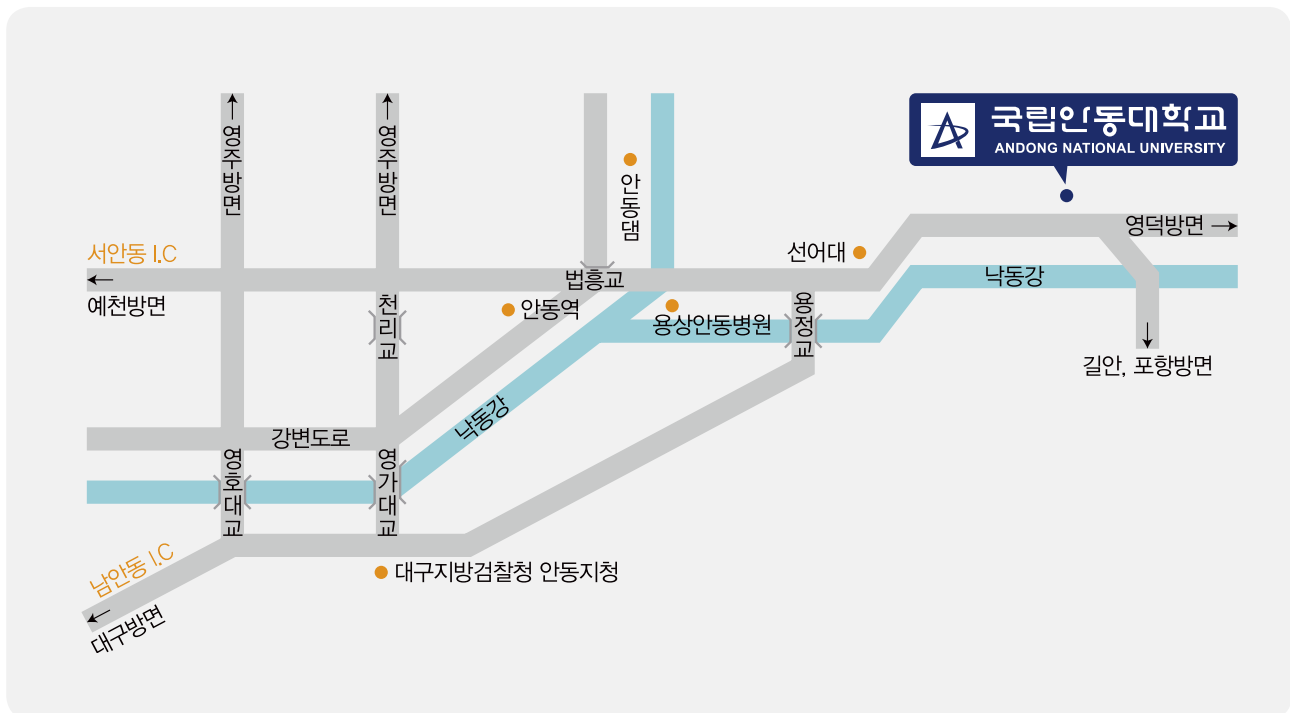 국립안동대학교
ANDONG NATIONAL UNIVERSITY
영주방면
영주방면
안동댐
영덕방면
서안동 I.C
예천방면
법흥교
선어대
낙동강
천리교
안동역
용상안동병원
용정교
길안, 포항방면
낙동강
강변도로
영호대교
영가대교
남안동 I.C
대구방면
대구지방검찰청 안동지청